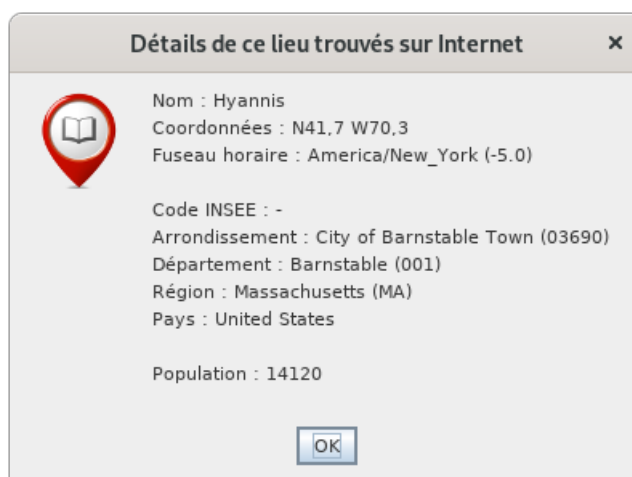 Détails de ce lieu trouvés sur Internet
Nom : Hyannis
Coordonnées : N41,7 W70,3
Fuseau horaire : America/New_York (-5.0)
Code INSEE : -
Arrondissement : City of Barnstable Town (03690)
Département : Barnstable (001)
Région : Massachusetts (MA)
Pays : United States
Population : 14120
OK